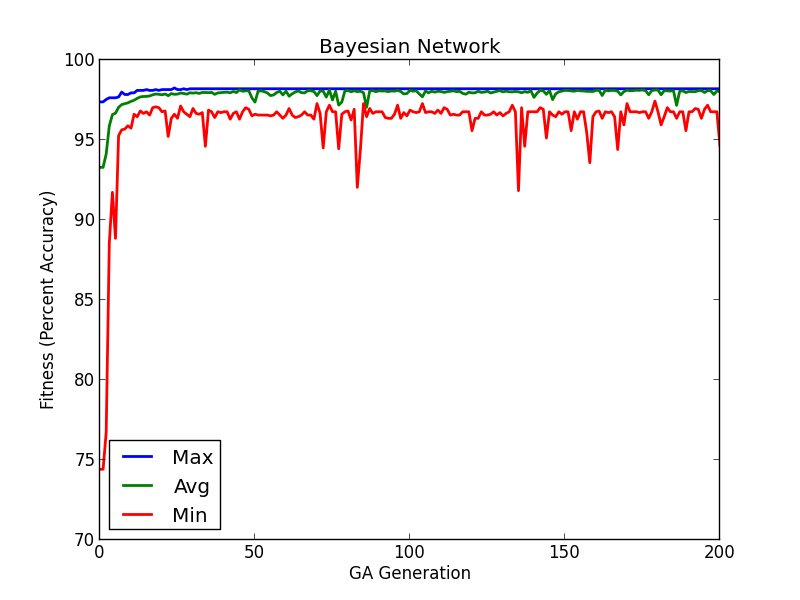 Bayesian Network
Fitness (Percent Accuracy)
100
95
90
85
80
75
70
Max
Avg
Min
0 50 100 150 200
GA Generation